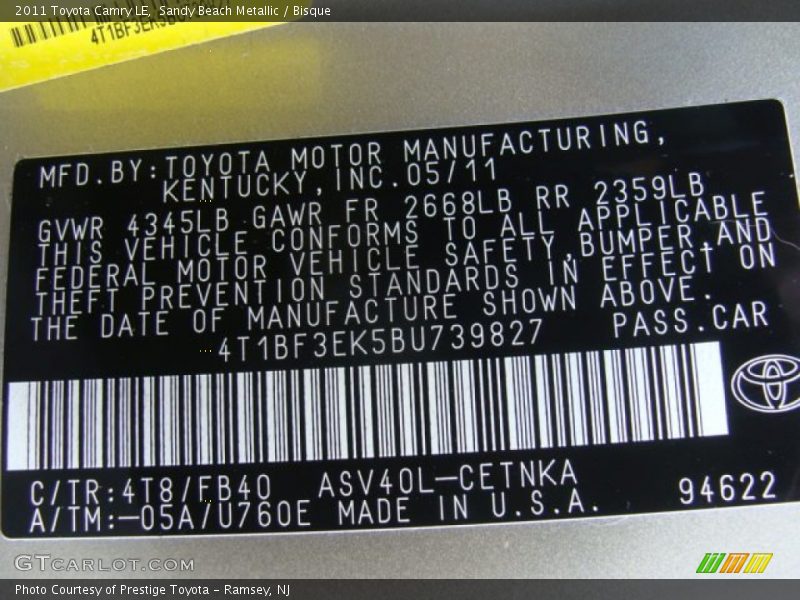 2011 Toyota Camry LE, Sandy Beach Metallic / Bisque
MFD.BY:TOYOTA MOTOR MANUFACTURING,
KENTUCKY,INC.05/11
GVWR 4345LB GAWR FR 2668LB RR 2359LB
THIS VEHICLE CONFORMS TO ALL APPLICABLE
FEDERAL MOTOR VEHICLE SAFETY,BUMPER,AND
THEFT PREVENTION STANDARDS IN EFFECT ON
THE DATE OF MANUFACTURE SHOWN ABOVE.
4T1BF3EK5BU739827 PASS.CAR
C/TR:4T8/FB40 ASV40L-CETNKA
A/TM:-05A/U760E MADE IN U.S.A. 94622
GTCarLot.com
Photo Courtesy of Prestige Toyota - Ramsey, NJ